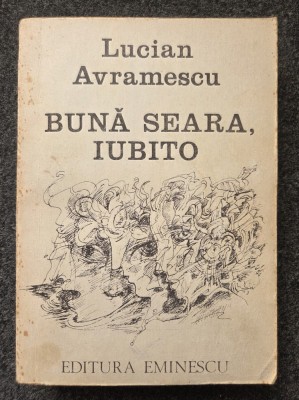 Lucian
Avramescu
BUNĂ SEARA,
IUBITO
EDITURA EMINESCU